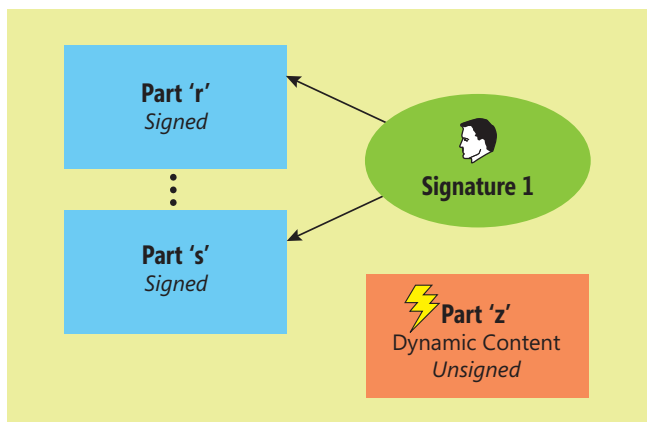 Part ‘r’
Signed
Part ‘s’
Signed
Signature 1
Part ‘z’
Dynamic Content
Unsigned